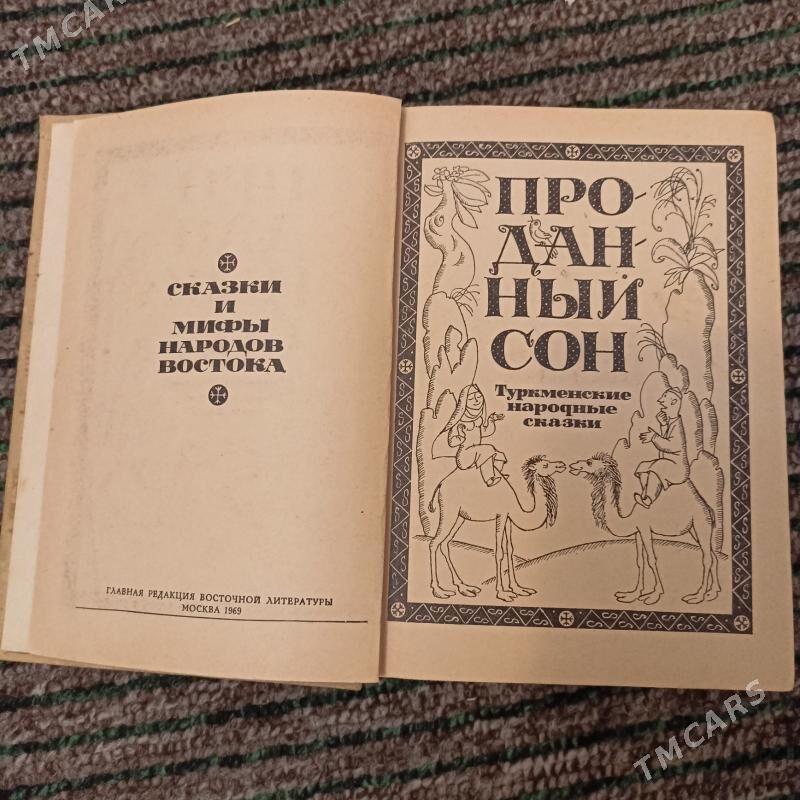 TMCARS
СКАЗКИ
И
МИФЫ
НАРОДОВ
ВОСТОКА
ГЛАВНАЯ РЕДАКЦИЯ ВОСТОЧНОЙ ЛИТЕРАТУРЫ
МОСКВА 1969
ПРО-
ДАН-
НЫЙ
СОН
Туркменские
народные
сказки
TMCARS